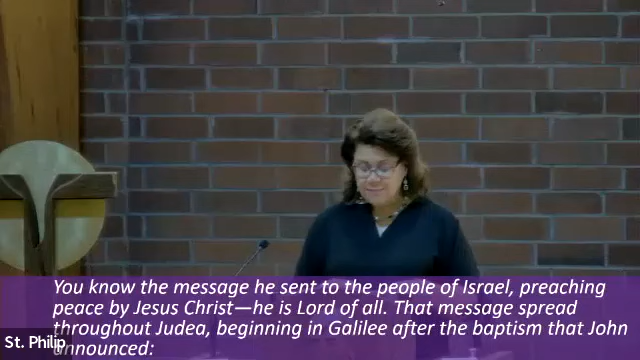 You know the message he sent to the people of Israel, preaching
peace by Jesus Christ—he is Lord of all. That message spread
throughout Judea, beginning in Galilee after the baptism that John
announced:
St. Philip